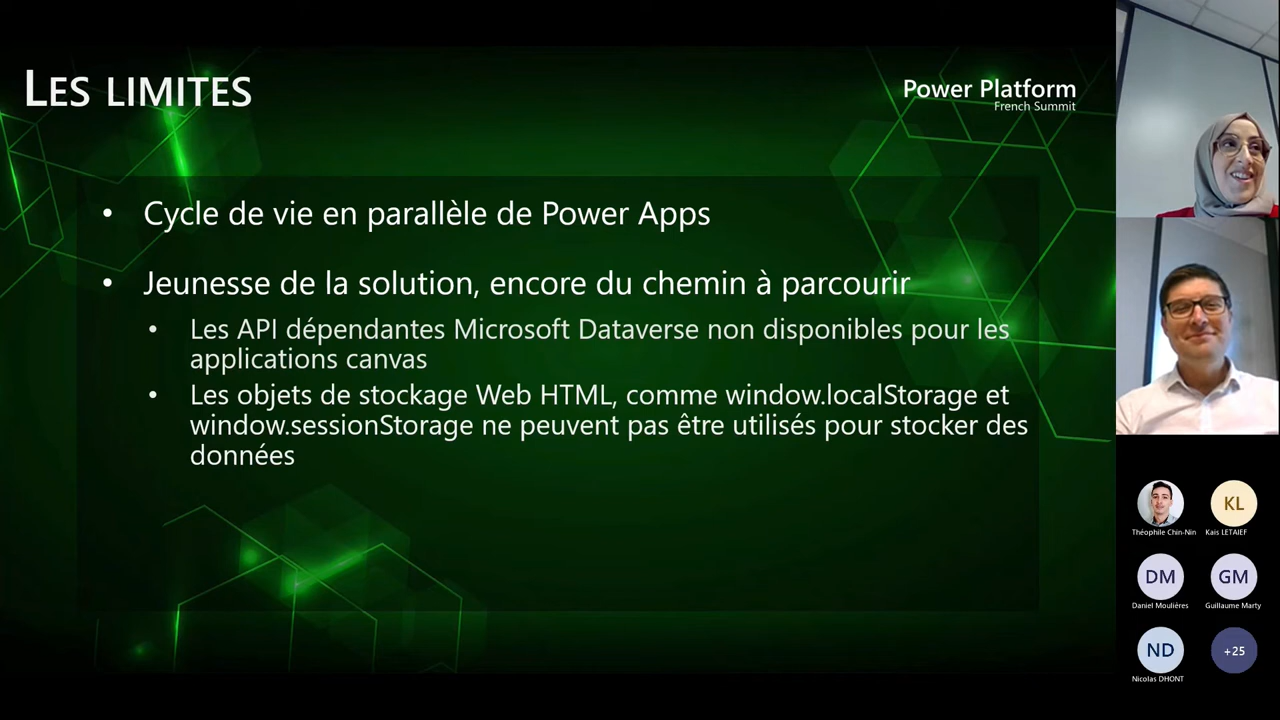 LES LIMITES
Power Platform
French Summit
• Cycle de vie en parallèle de Power Apps
• Jeunesse de la solution, encore du chemin à parcourir
• Les API dépendantes Microsoft Dataverse non disponibles pour les
applications canvas
• Les objets de stockage Web HTML, comme window.localStorage et
window.sessionStorage ne peuvent pas être utilisés pour stocker des
données
Théophile Chin-Nin
KL
Kais LETAIEF
DM
Daniel Moulières
GM
Guillaume Marty
ND
Nicolas DHONT
+25